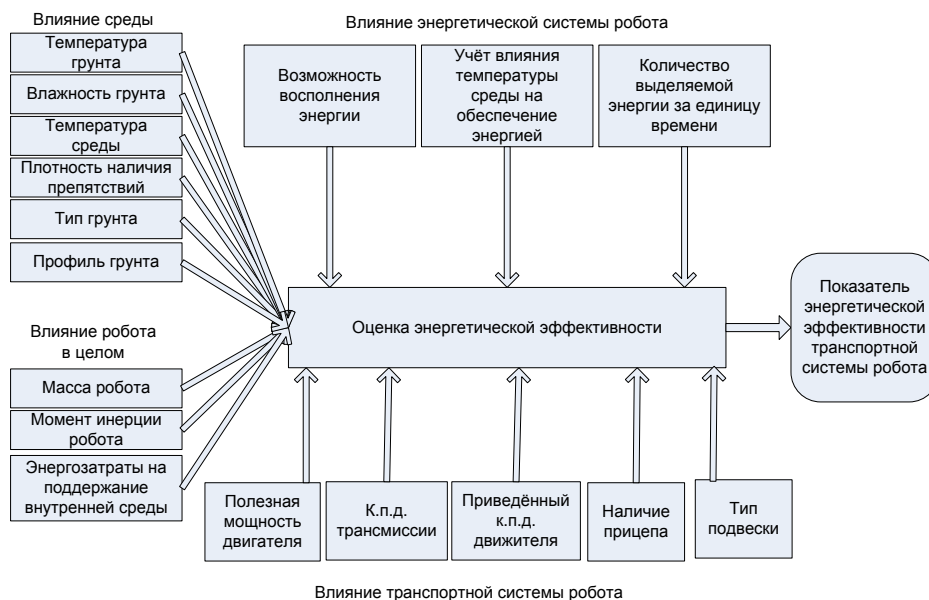 Влияние среды
Температура
грунта
Влажность грунта
Температура
среды
Плотность наличия
препятствий
Тип грунта
Профиль грунта
Влияние робота
в целом
Масса робота
Момент инерции
робота
Энергозатраты на
поддержание
внутренней среды
Влияние энергетической системы робота
Возможность
восполнения
энергии
Учёт влияния
температуры
среды на
обеспечение
энергией
Количество
выделяемой
энергии за единицу
времени
Оценка энергетической эффективности
Показатель
энергетической
эффективности
транспортной
системы робота
Полезная
мощность
двигателя
К.п.д.
трансмиссии
Приведённый
к.п.д.
движителя
Наличие
прицепа
Тип
подвески
Влияние транспортной системы робота